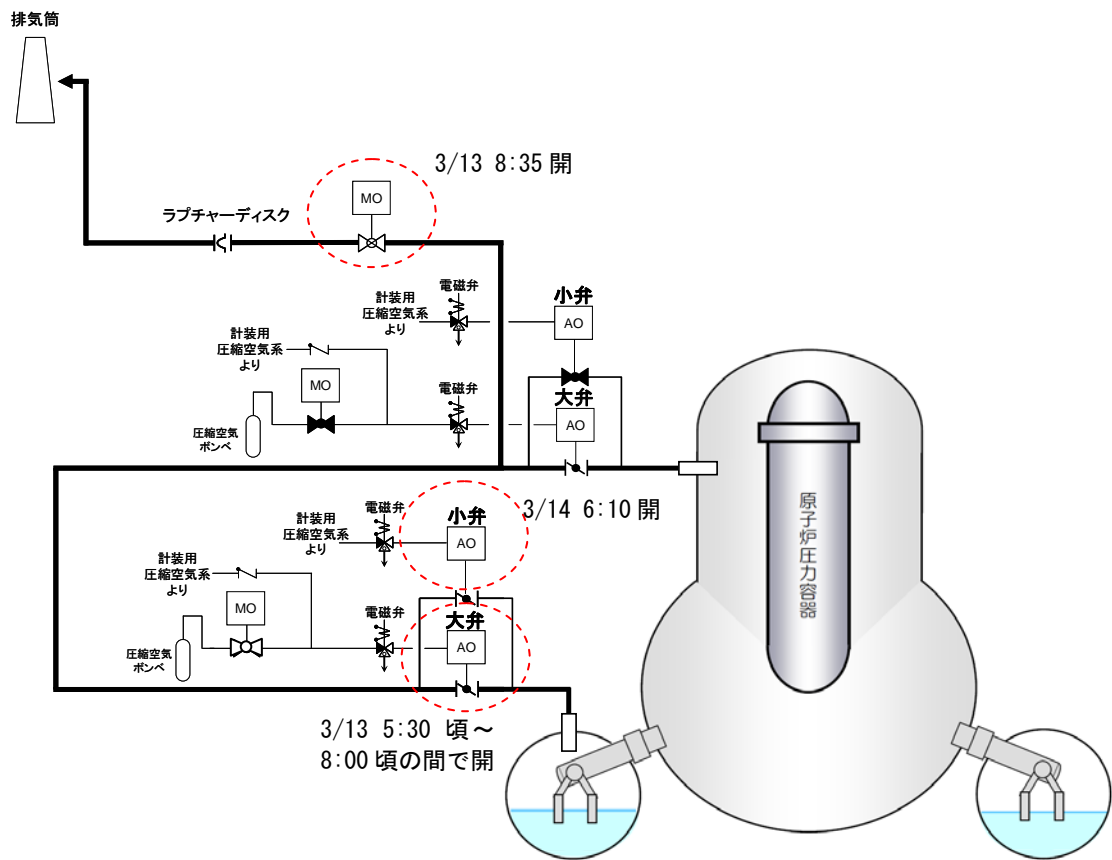 排気筒
3/13 8:35 開
MO
ラプチャーディスク
電磁弁
小弁
計装用
圧縮空気系
より
AO
計装用
圧縮空気系
より
MO
電磁弁
大弁
AO
圧縮空気
ボンベ
原子炉圧力容器
3/14 6:10 開
電磁弁
小弁
計装用
圧縮空気系
より
AO
計装用
圧縮空気系
より
MO
電磁弁
大弁
AO
圧縮空気
ボンベ
3/13 5:30 頃~
8:00 頃の間で開